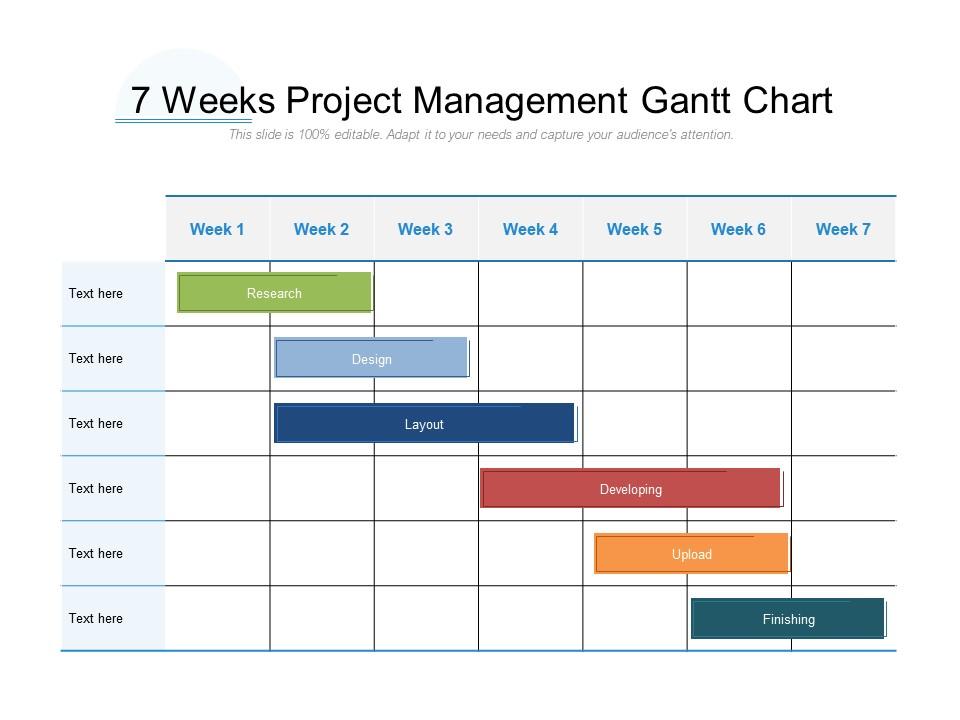 7 Weeks Project Management Gantt Chart
This slide is 100% editable. Adapt it to your needs and capture your audience's attention.
Week 1 Week 2 Week 3 Week 4 Week 5 Week 6 Week 7
Text here Research
Text here Design
Text here Layout
Text here Developing
Text here Upload
Text here Finishing